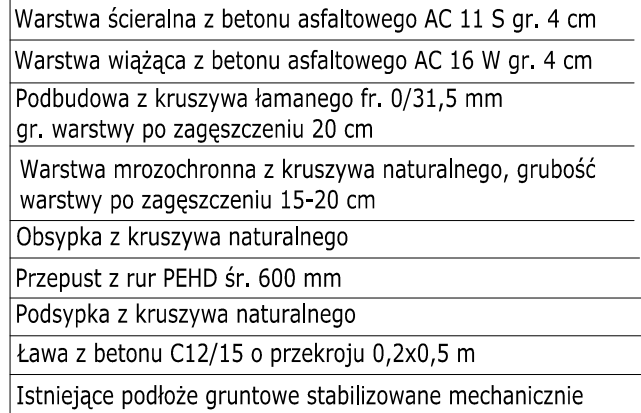 Warstwa ścieralna z betonu asfaltowego AC 11 S gr. 4 cm
Warstwa wiążąca z betonu asfaltowego AC 16 W gr. 4 cm
Podbudowa z kruszywa łamanego fr. 0/31,5 mm
gr. warstwy po zagęszczeniu 20 cm
Warstwa mrozochronna z kruszywa naturalnego, grubość
warstwy po zagęszczeniu 15-20 cm
Obsypka z kruszywa naturalnego
Przepust z rur PEHD śr. 600 mm
Podsypka z kruszywa naturalnego
Ława z betonu C12/15 o przekroju 0,2x0,5 m
Istniejące podłoże gruntowe stabilizowane mechanicznie